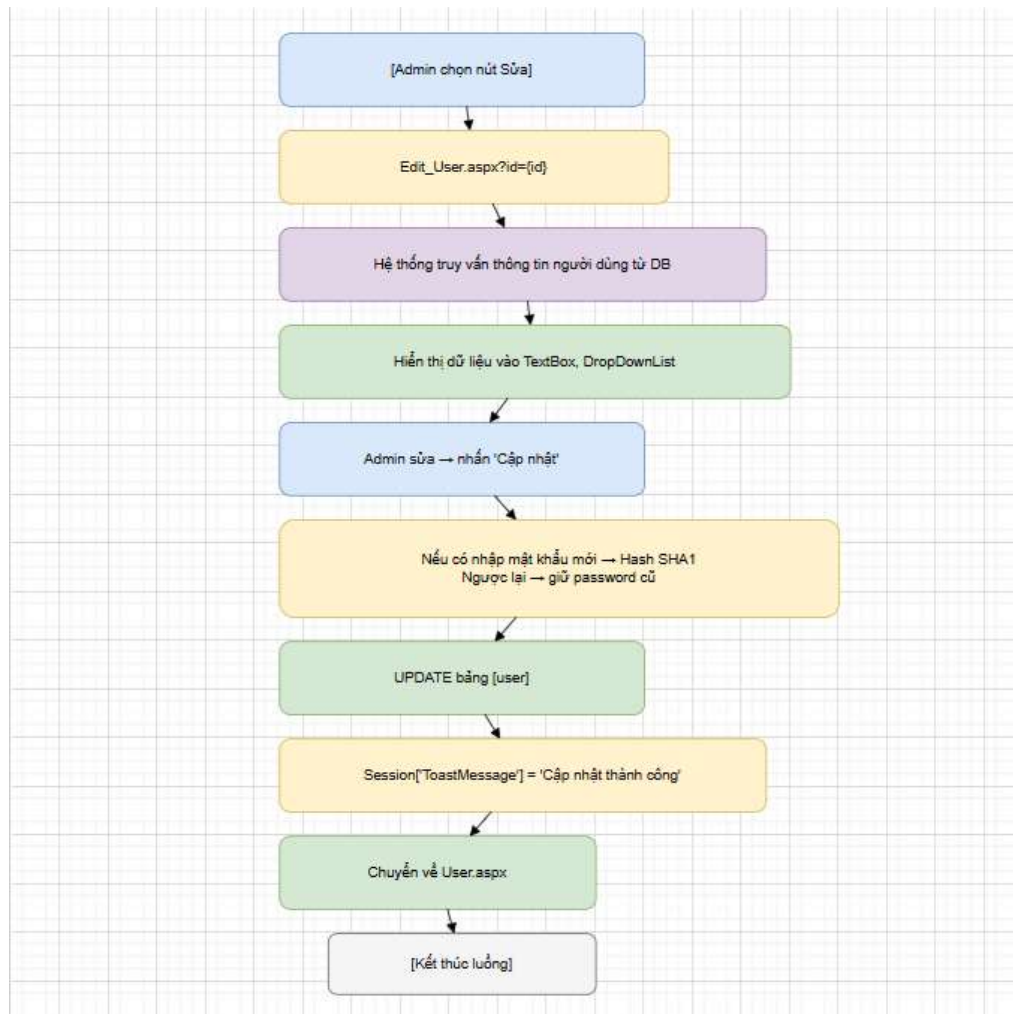 [Admin chọn nút Sửa]
Edit_User.aspx?id={id}
Hệ thống truy vấn thông tin người dùng từ DB
Hiển thị dữ liệu vào TextBox, DropDownList
Admin sửa → nhấn 'Cập nhật'
Nếu có nhập mật khẩu mới → Hash SHA1
Ngược lại → giữ password cũ
UPDATE bảng [user]
Session['ToastMessage'] = 'Cập nhật thành công'
Chuyển về User.aspx
[Kết thúc luồng]